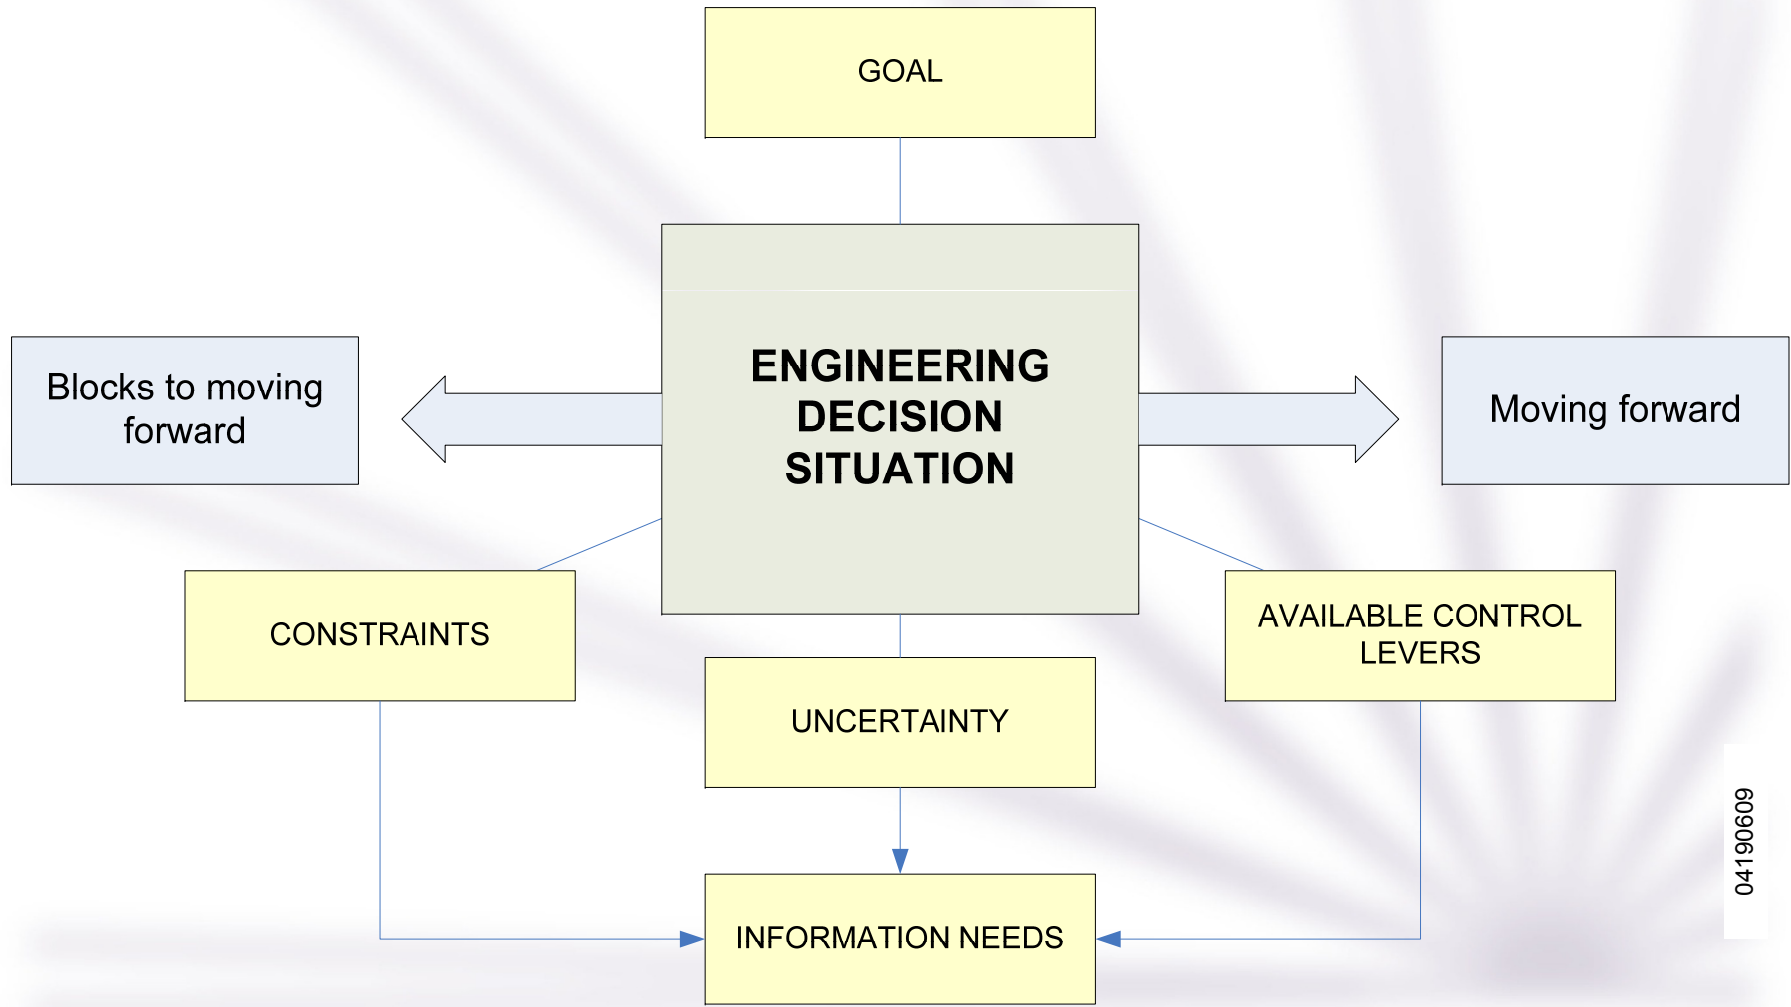 GOAL
ENGINEERING
DECISION
SITUATION
Blocks to moving
forward
Moving forward
CONSTRAINTS
AVAILABLE CONTROL
LEVERS
UNCERTAINTY
INFORMATION NEEDS
04190609